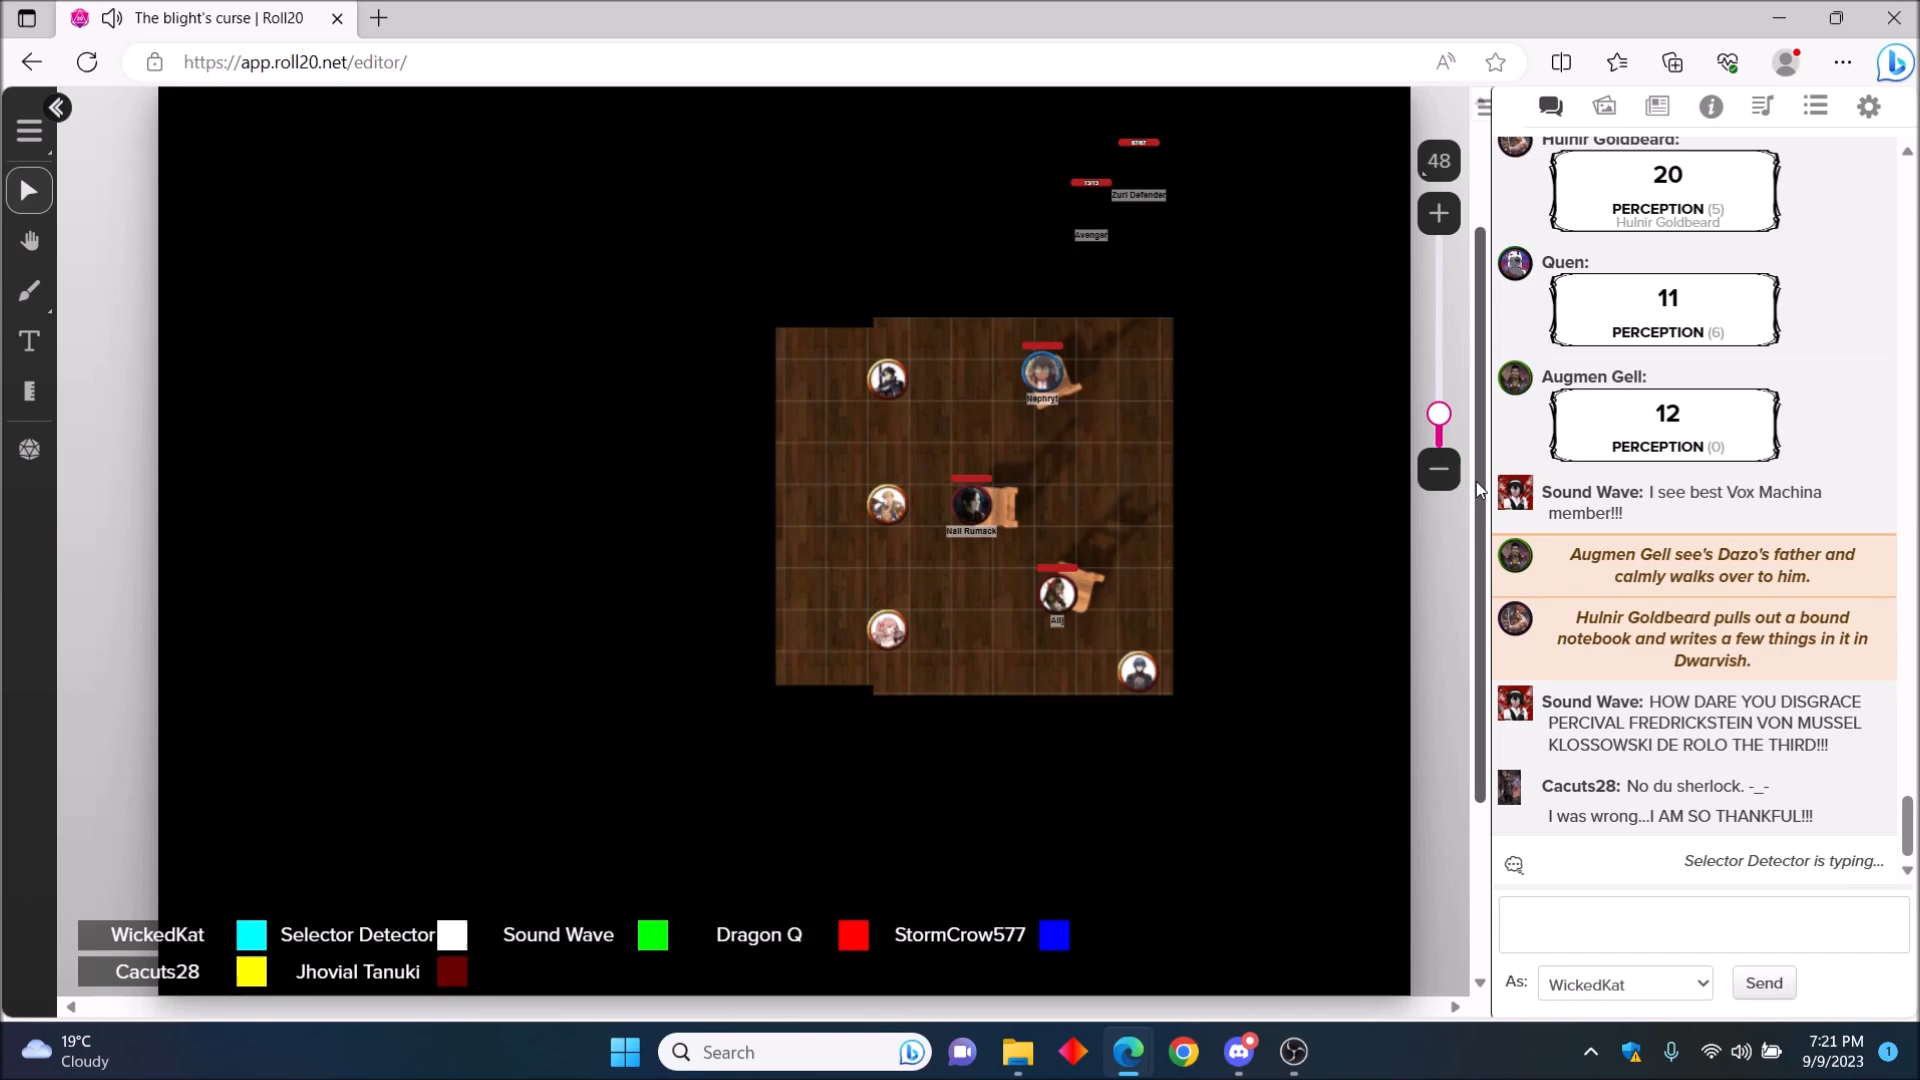 The blight's curse | Roll20
https://app.roll20.net/editor/
67/67
13/13
Zuri Defender
Avenger
Nephryt
Nall Rumack
48
Hulnir Goldbeard:
20
PERCEPTION (5)
Hulnir Goldbeard
Quen:
11
PERCEPTION (6)
Augmen Gell:
12
PERCEPTION (0)
Sound Wave: I see best Vox Machina
member!!!
Augmen Gell see's Dazo's father and
calmly walks over to him.
Hulnir Goldbeard pulls out a bound
notebook and writes a few things in it in
Dwarvish.
Sound Wave: HOW DARE YOU DISGRACE
PERCIVAL FREDRICKSTEIN VON MUSSEL
KLOSSOWSKI DE ROLO THE THIRD!!!
Cacuts28: No du sherlock. -_-
I was wrong...I AM SO THANKFUL!!!
Selector Detector is typing...
As: WickedKat Send
WickedKat Selector Detector Sound Wave Dragon Q StormCrow577
Cacuts28 Jhovial Tanuki
19°C
Cloudy
Search
7:21 PM
9/9/2023
1